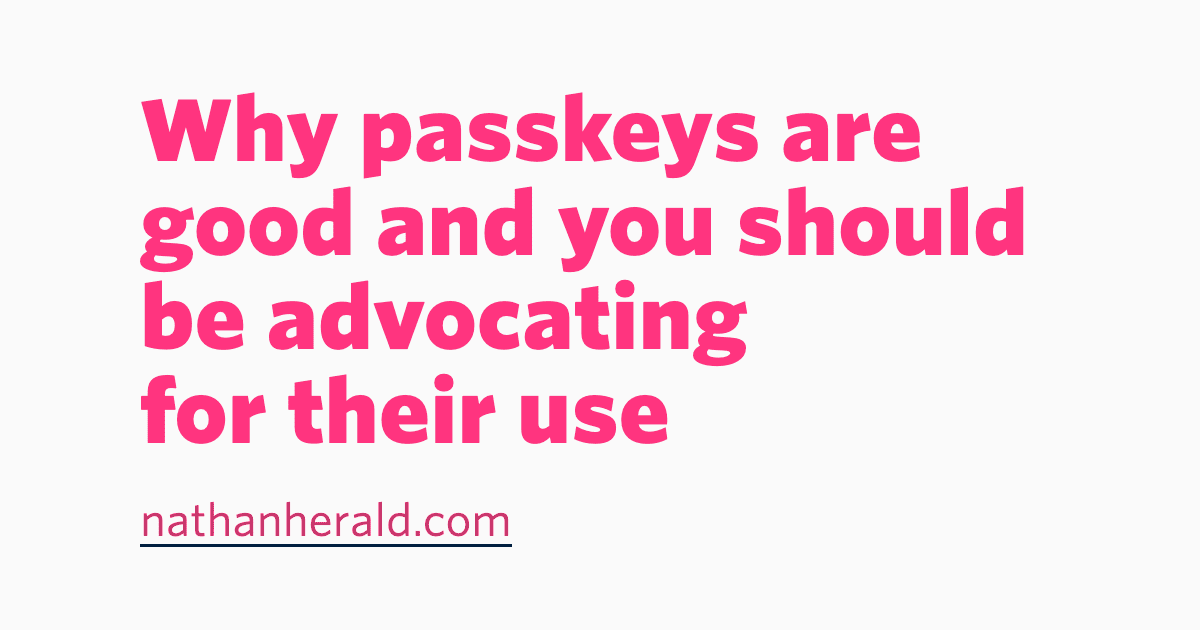 Why passkeys are
good and you should
be advocating
for their use
nathanherald.com